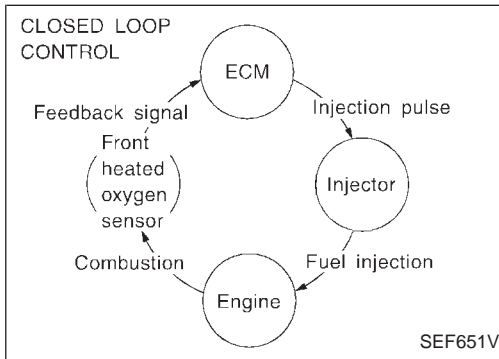 CLOSED LOOP
CONTROL
ECM
Injection pulse
Injector
Fuel injection
Engine
Combustion
Front
heated
oxygen
sensor
Feedback signal
SEF651V